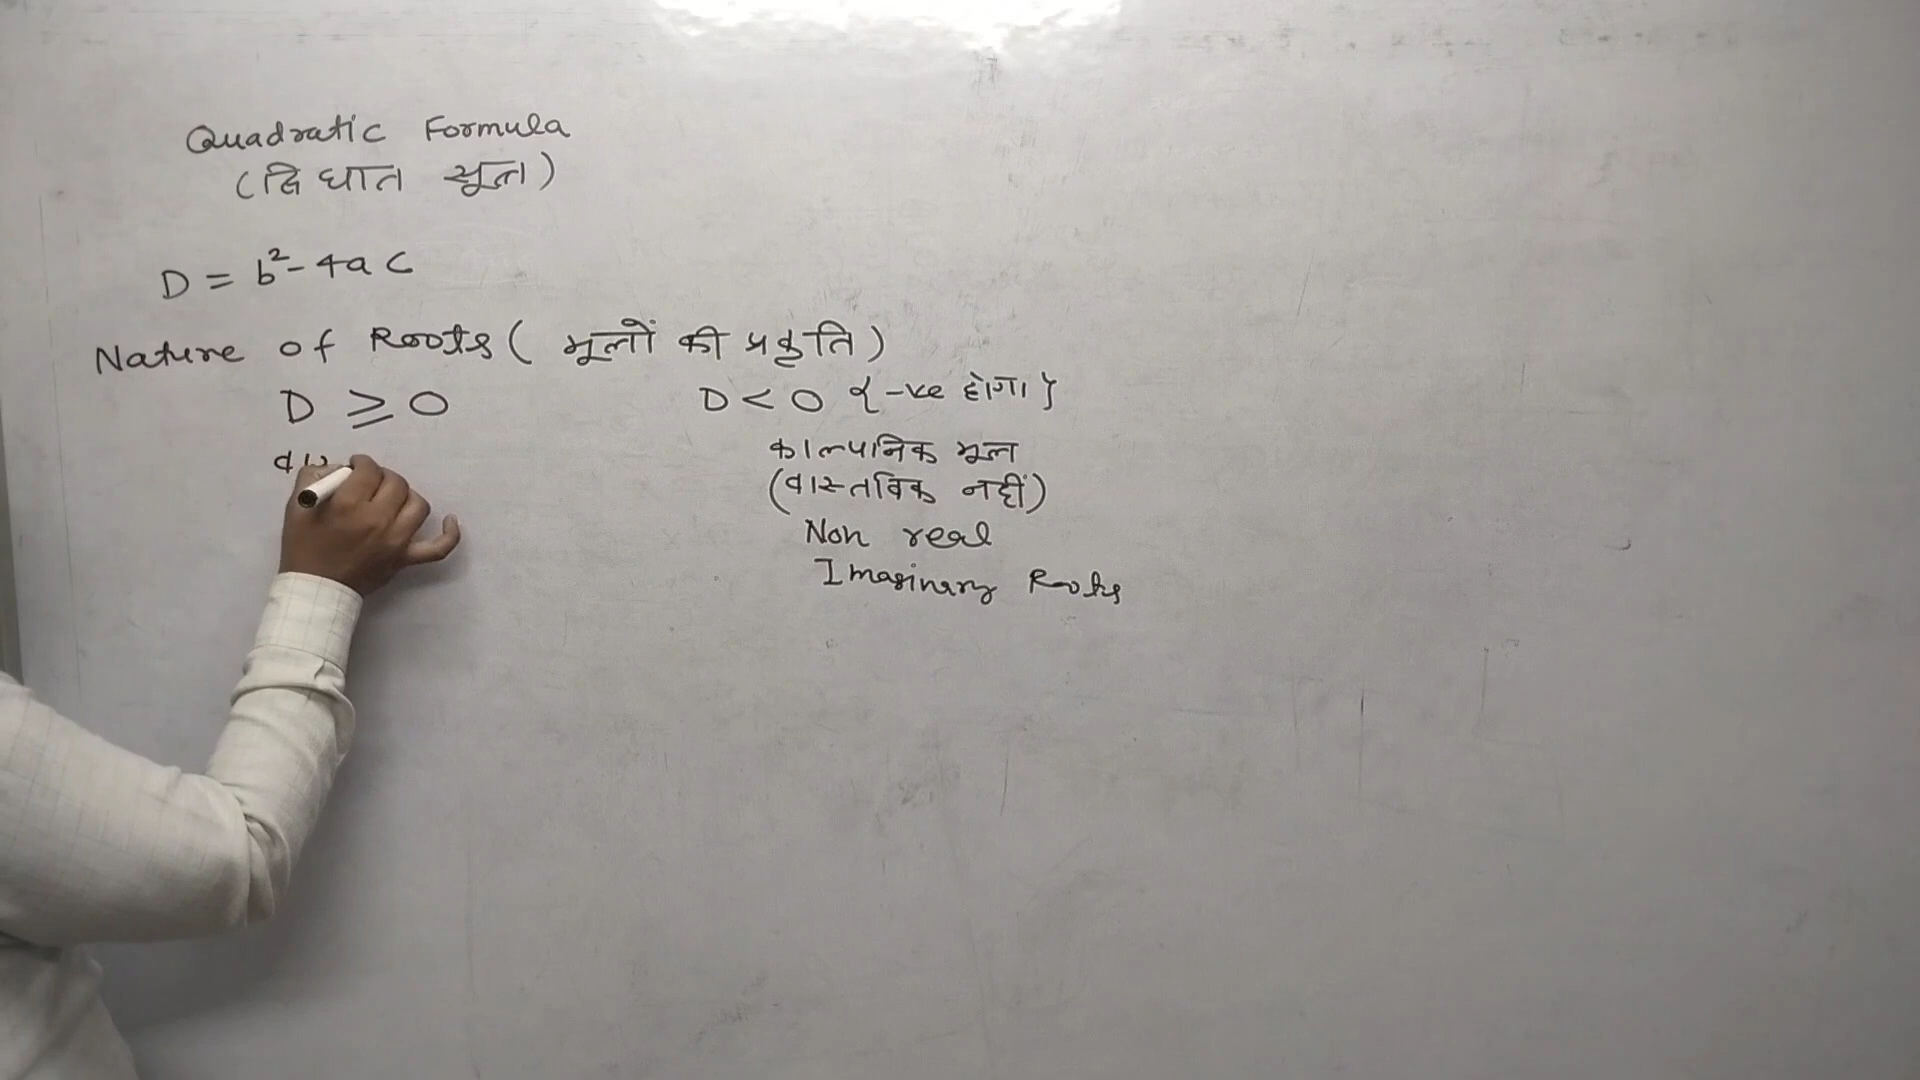 Quadratic Formula
(द्विघात सूत्र)
D = b²- 4ac
Nature of Roots ( मूलों की प्रकृति )
D ≥ 0
D < 0 {-ve होगा}
काल्पनिक मूल
(वास्तविक नहीं)
Non real
Imaginary Roots